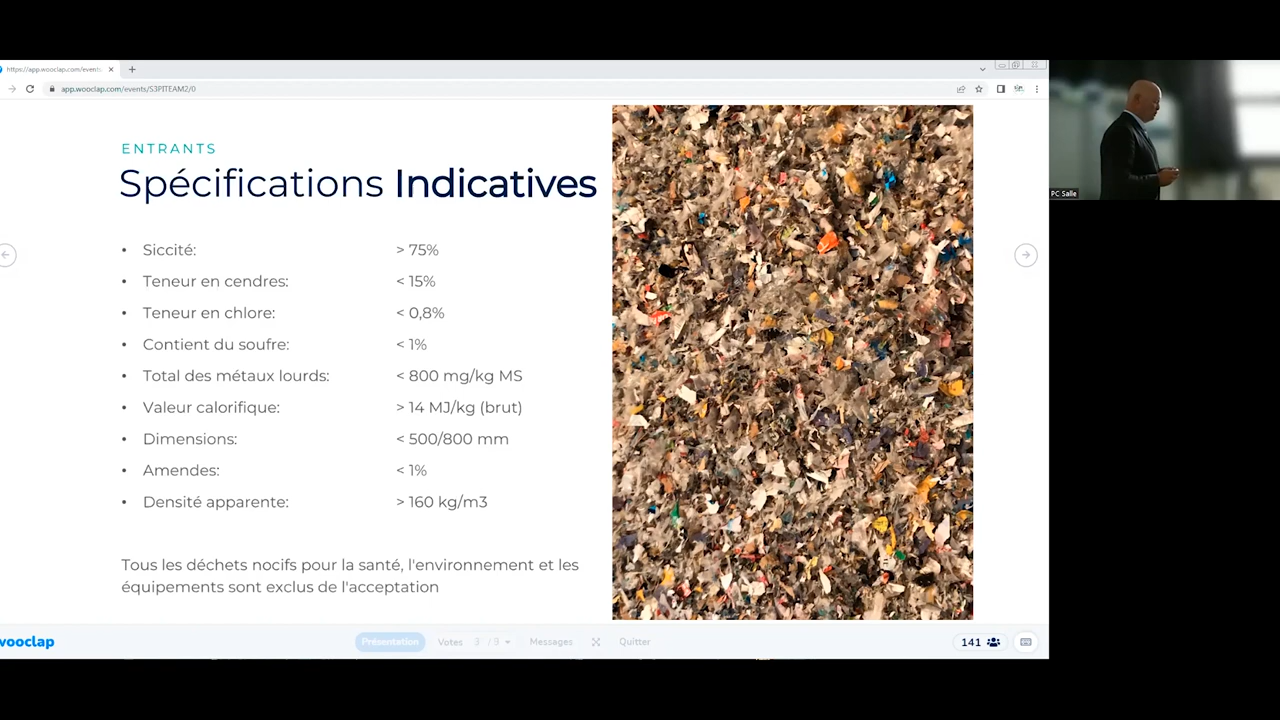 https://app.wooclap.com/events
app.wooclap.com/events/S3PITEAM2/0
ENTRANTS
Spécifications Indicatives
• Siccité: > 75%
• Teneur en cendres: < 15%
• Teneur en chlore: < 0,8%
• Contient du soufre: < 1%
• Total des métaux lourds: < 800 mg/kg MS
• Valeur calorifique: > 14 MJ/kg (brut)
• Dimensions: < 500/800 mm
• Amendes: < 1%
• Densité apparente: > 160 kg/m3
Tous les déchets nocifs pour la santé, l'environnement et les
équipements sont exclus de l'acceptation
PC Salle
wooclap Présentation Votes 3 / 9 Messages Quitter 141